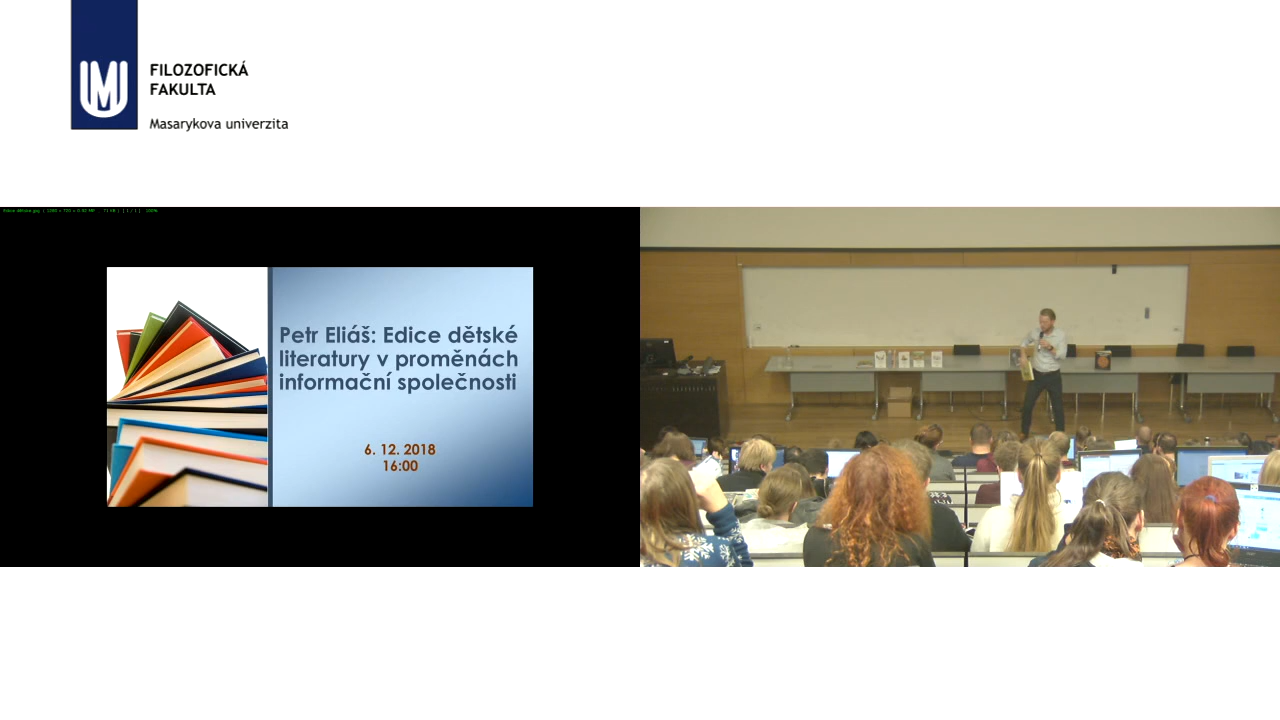 FILOZOFICKÁ
FAKULTA
Masarykova univerzita
Petr Eliáš: Edice dětské
literatury v proměnách
informační společnosti
6. 12. 2018
16:00